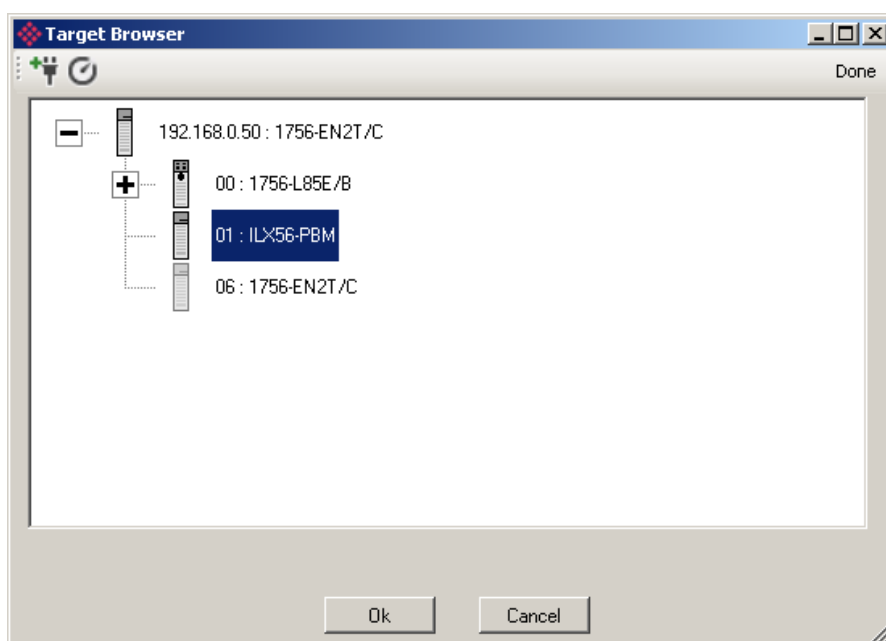 Target Browser
Done
192.168.0.50 : 1756-EN2T/C
00 : 1756-L85E/B
01 : ILX56-PBM
06 : 1756-EN2T/C
Ok Cancel